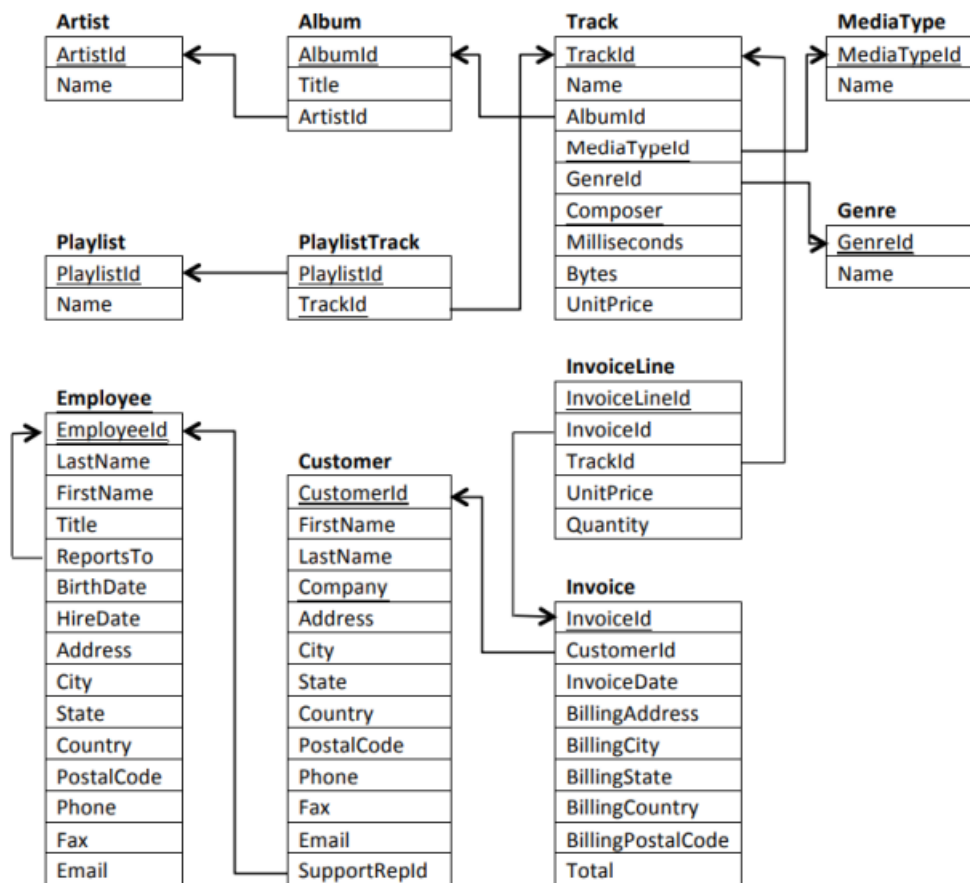 Artist
ArtistId
Name
Album
AlbumId
Title
ArtistId
Track
TrackId
Name
AlbumId
MediaTypeId
GenreId
Composer
Milliseconds
Bytes
UnitPrice
MediaType
MediaTypeId
Name
Genre
GenreId
Name
Playlist
PlaylistId
Name
PlaylistTrack
PlaylistId
TrackId
InvoiceLine
InvoiceLineId
InvoiceId
TrackId
UnitPrice
Quantity
Employee
EmployeeId
LastName
FirstName
Title
ReportsTo
BirthDate
HireDate
Address
City
State
Country
PostalCode
Phone
Fax
Email
Customer
CustomerId
FirstName
LastName
Company
Address
City
State
Country
PostalCode
Phone
Fax
Email
SupportRepId
Invoice
InvoiceId
CustomerId
InvoiceDate
BillingAddress
BillingCity
BillingState
BillingCountry
BillingPostalCode
Total